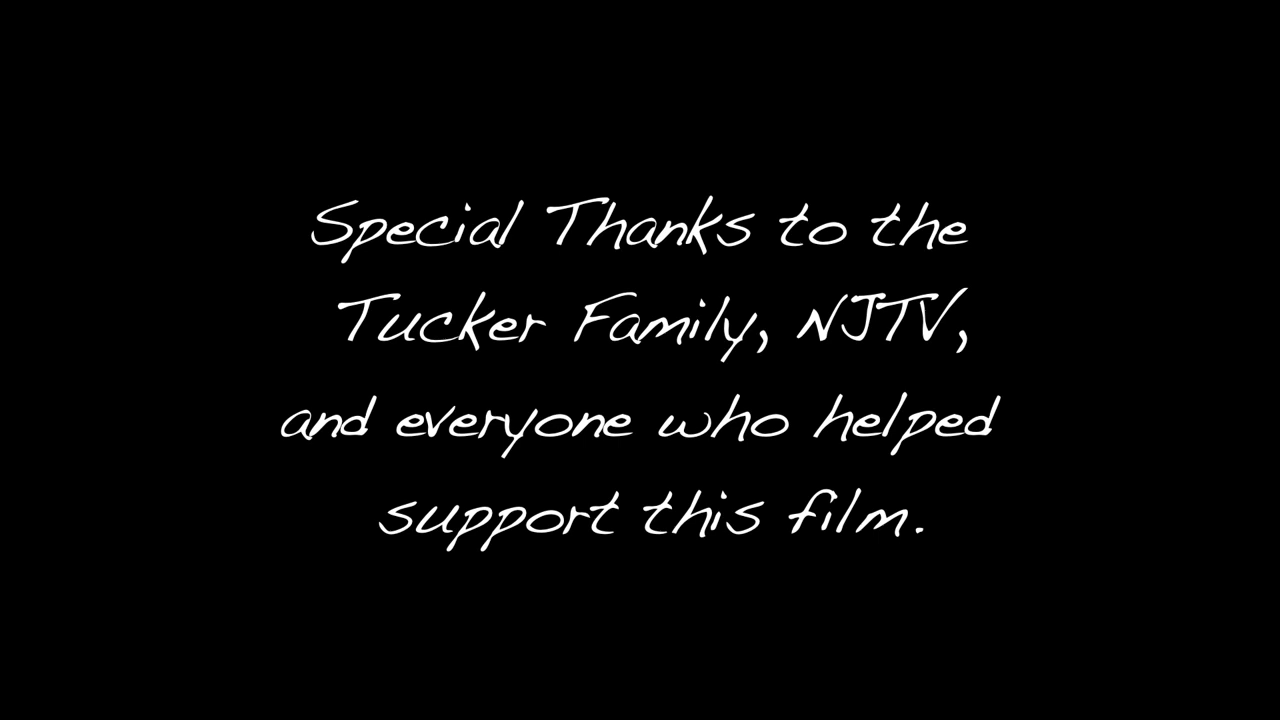 Special Thanks to the
Tucker Family, NJTV,
and everyone who helped
support this film.